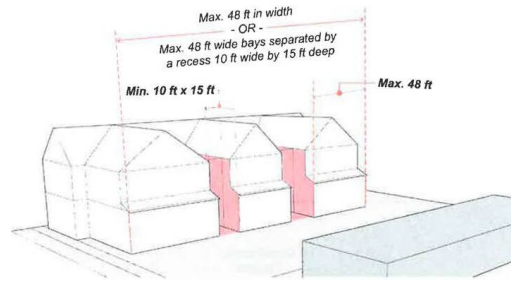 Max. 48 ft in width
- OR -
Max. 48 ft wide bays separated by
a recess 10 ft wide by 15 ft deep
Min. 10 ft x 15 ft
Max. 48 ft